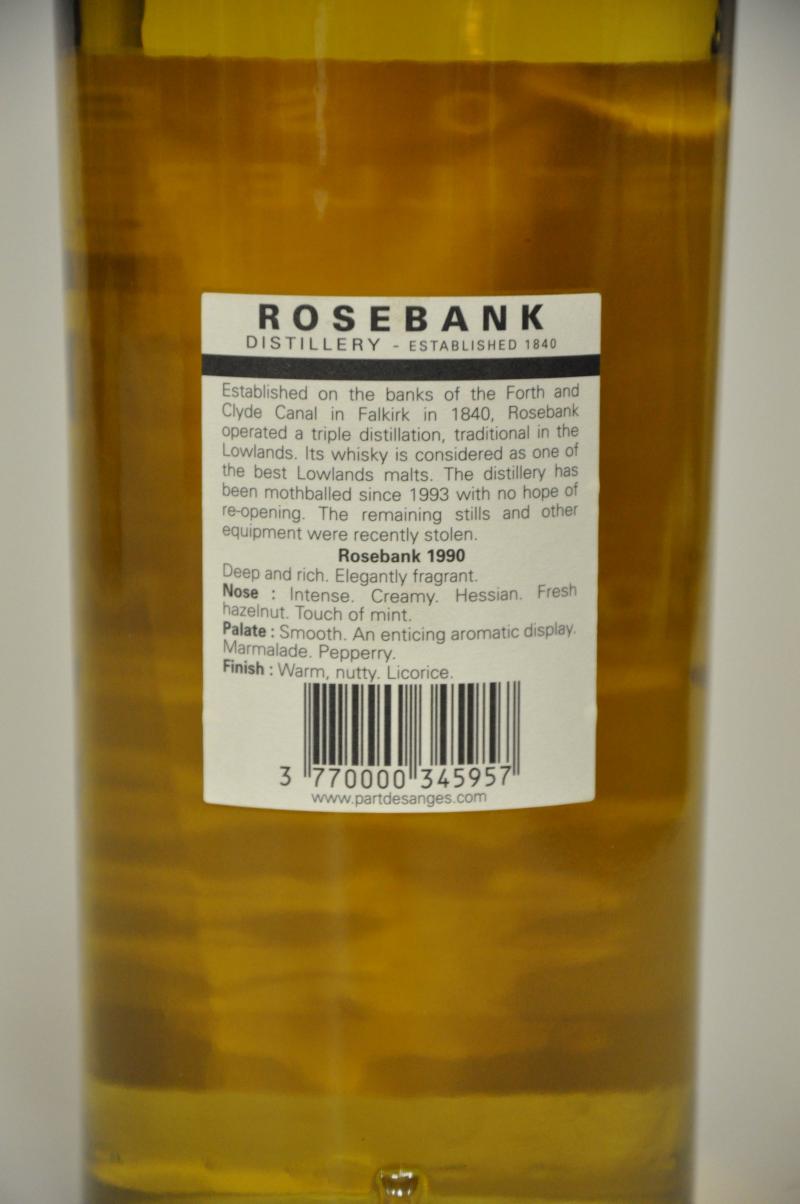 ROSEBANK
DISTILLERY - ESTABLISHED 1840
Established on the banks of the Forth and
Clyde Canal in Falkirk in 1840, Rosebank
operated a triple distillation, traditional in the
Lowlands. Its whisky is considered as one of
the best Lowlands malts. The distillery has
been mothballed since 1993 with no hope of
re-opening. The remaining stills and other
equipment were recently stolen.
Rosebank 1990
Deep and rich. Elegantly fragrant.
Nose : Intense. Creamy. Hessian. Fresh
hazelnut. Touch of mint.
Palate : Smooth. An enticing aromatic display.
Marmalade. Pepperry.
Finish : Warm, nutty. Licorice.
3 770000 345957
www.partdesanges.com